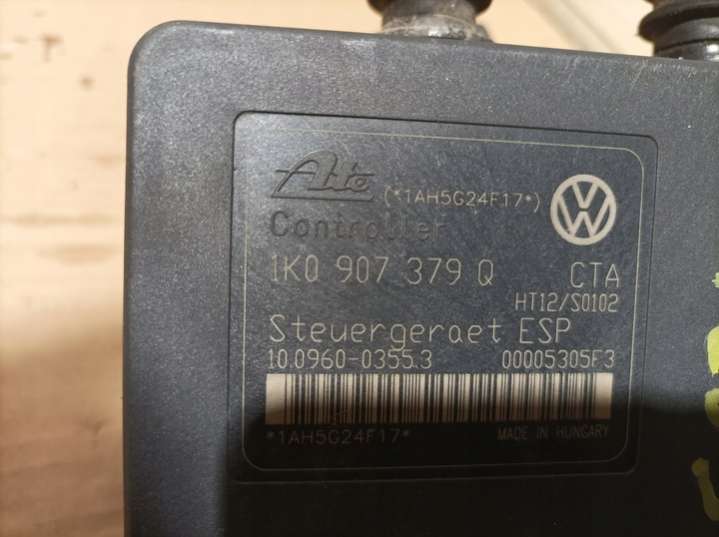 Ate (*1AH5G24F17*)
Controller
1K0 907 379 Q CTA
HT12/S0102
Steuergeraet ESP
10.0960-0355.3 00005305F3
*1AH5G24F17* MADE IN HUNGARY